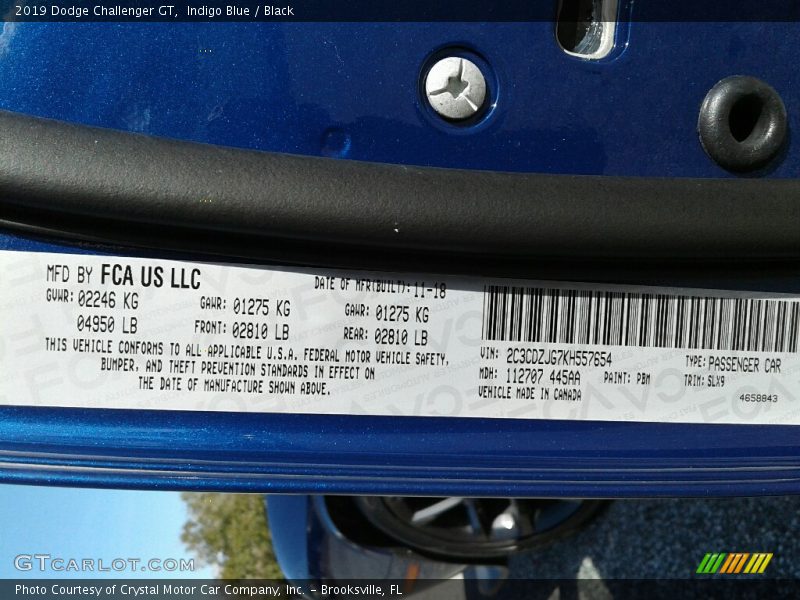 2019 Dodge Challenger GT, Indigo Blue / Black
MFD BY FCA US LLC
DATE OF MFR(BUILT): 11-18
GVWR: 02246 KG
GAWR: 01275 KG
GAWR: 01275 KG
04950 LB
FRONT: 02810 LB
REAR: 02810 LB
THIS VEHICLE CONFORMS TO ALL APPLICABLE U.S.A. FEDERAL MOTOR VEHICLE SAFETY,
BUMPER, AND THEFT PREVENTION STANDARDS IN EFFECT ON
THE DATE OF MANUFACTURE SHOWN ABOVE.
VIN: 2C3CDZJG7KH557654
TYPE: PASSENGER CAR
MDH: 112707 445AA
PAINT: PBM
TRIM: SLX9
VEHICLE MADE IN CANADA
4658843
GTCARLOT.COM
Photo Courtesy of Crystal Motor Car Company, Inc. – Brooksville, FL